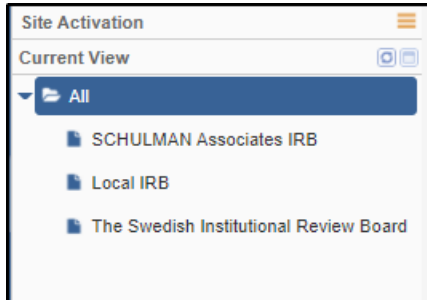 Site Activation
Current View
All
SCHULMAN Associates IRB
Local IRB
The Swedish Institutional Review Board